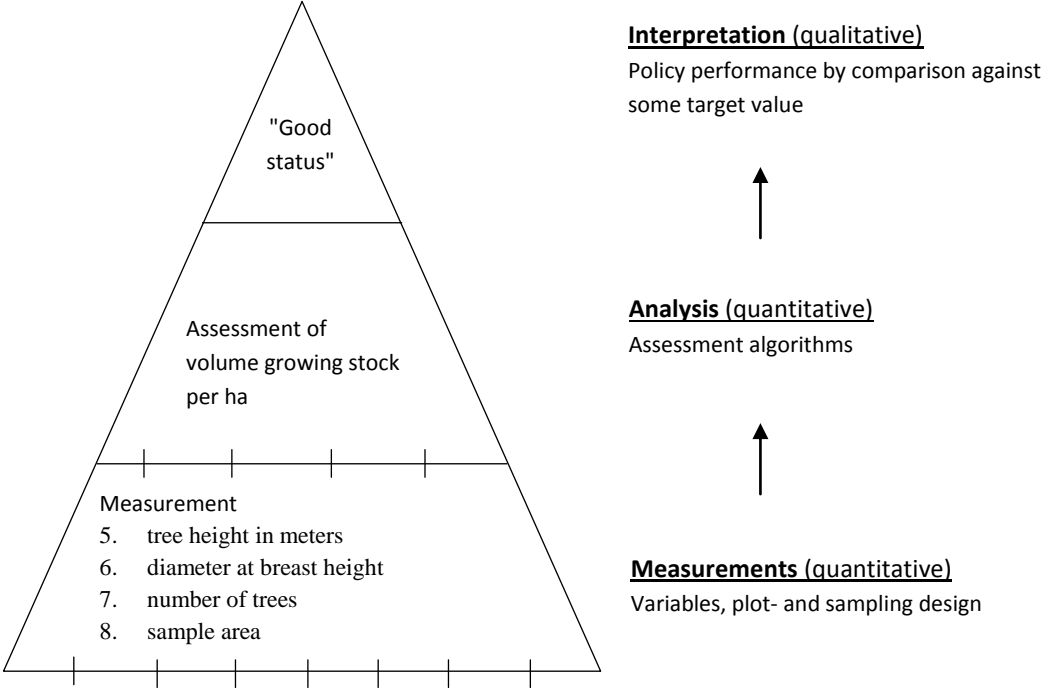 "Good
status"
Assessment of
volume growing stock
per ha
Measurement
5. tree height in meters
6. diameter at breast height
7. number of trees
8. sample area
Interpretation (qualitative)
Policy performance by comparison against
some target value
Analysis (quantitative)
Assessment algorithms
Measurements (quantitative)
Variables, plot- and sampling design